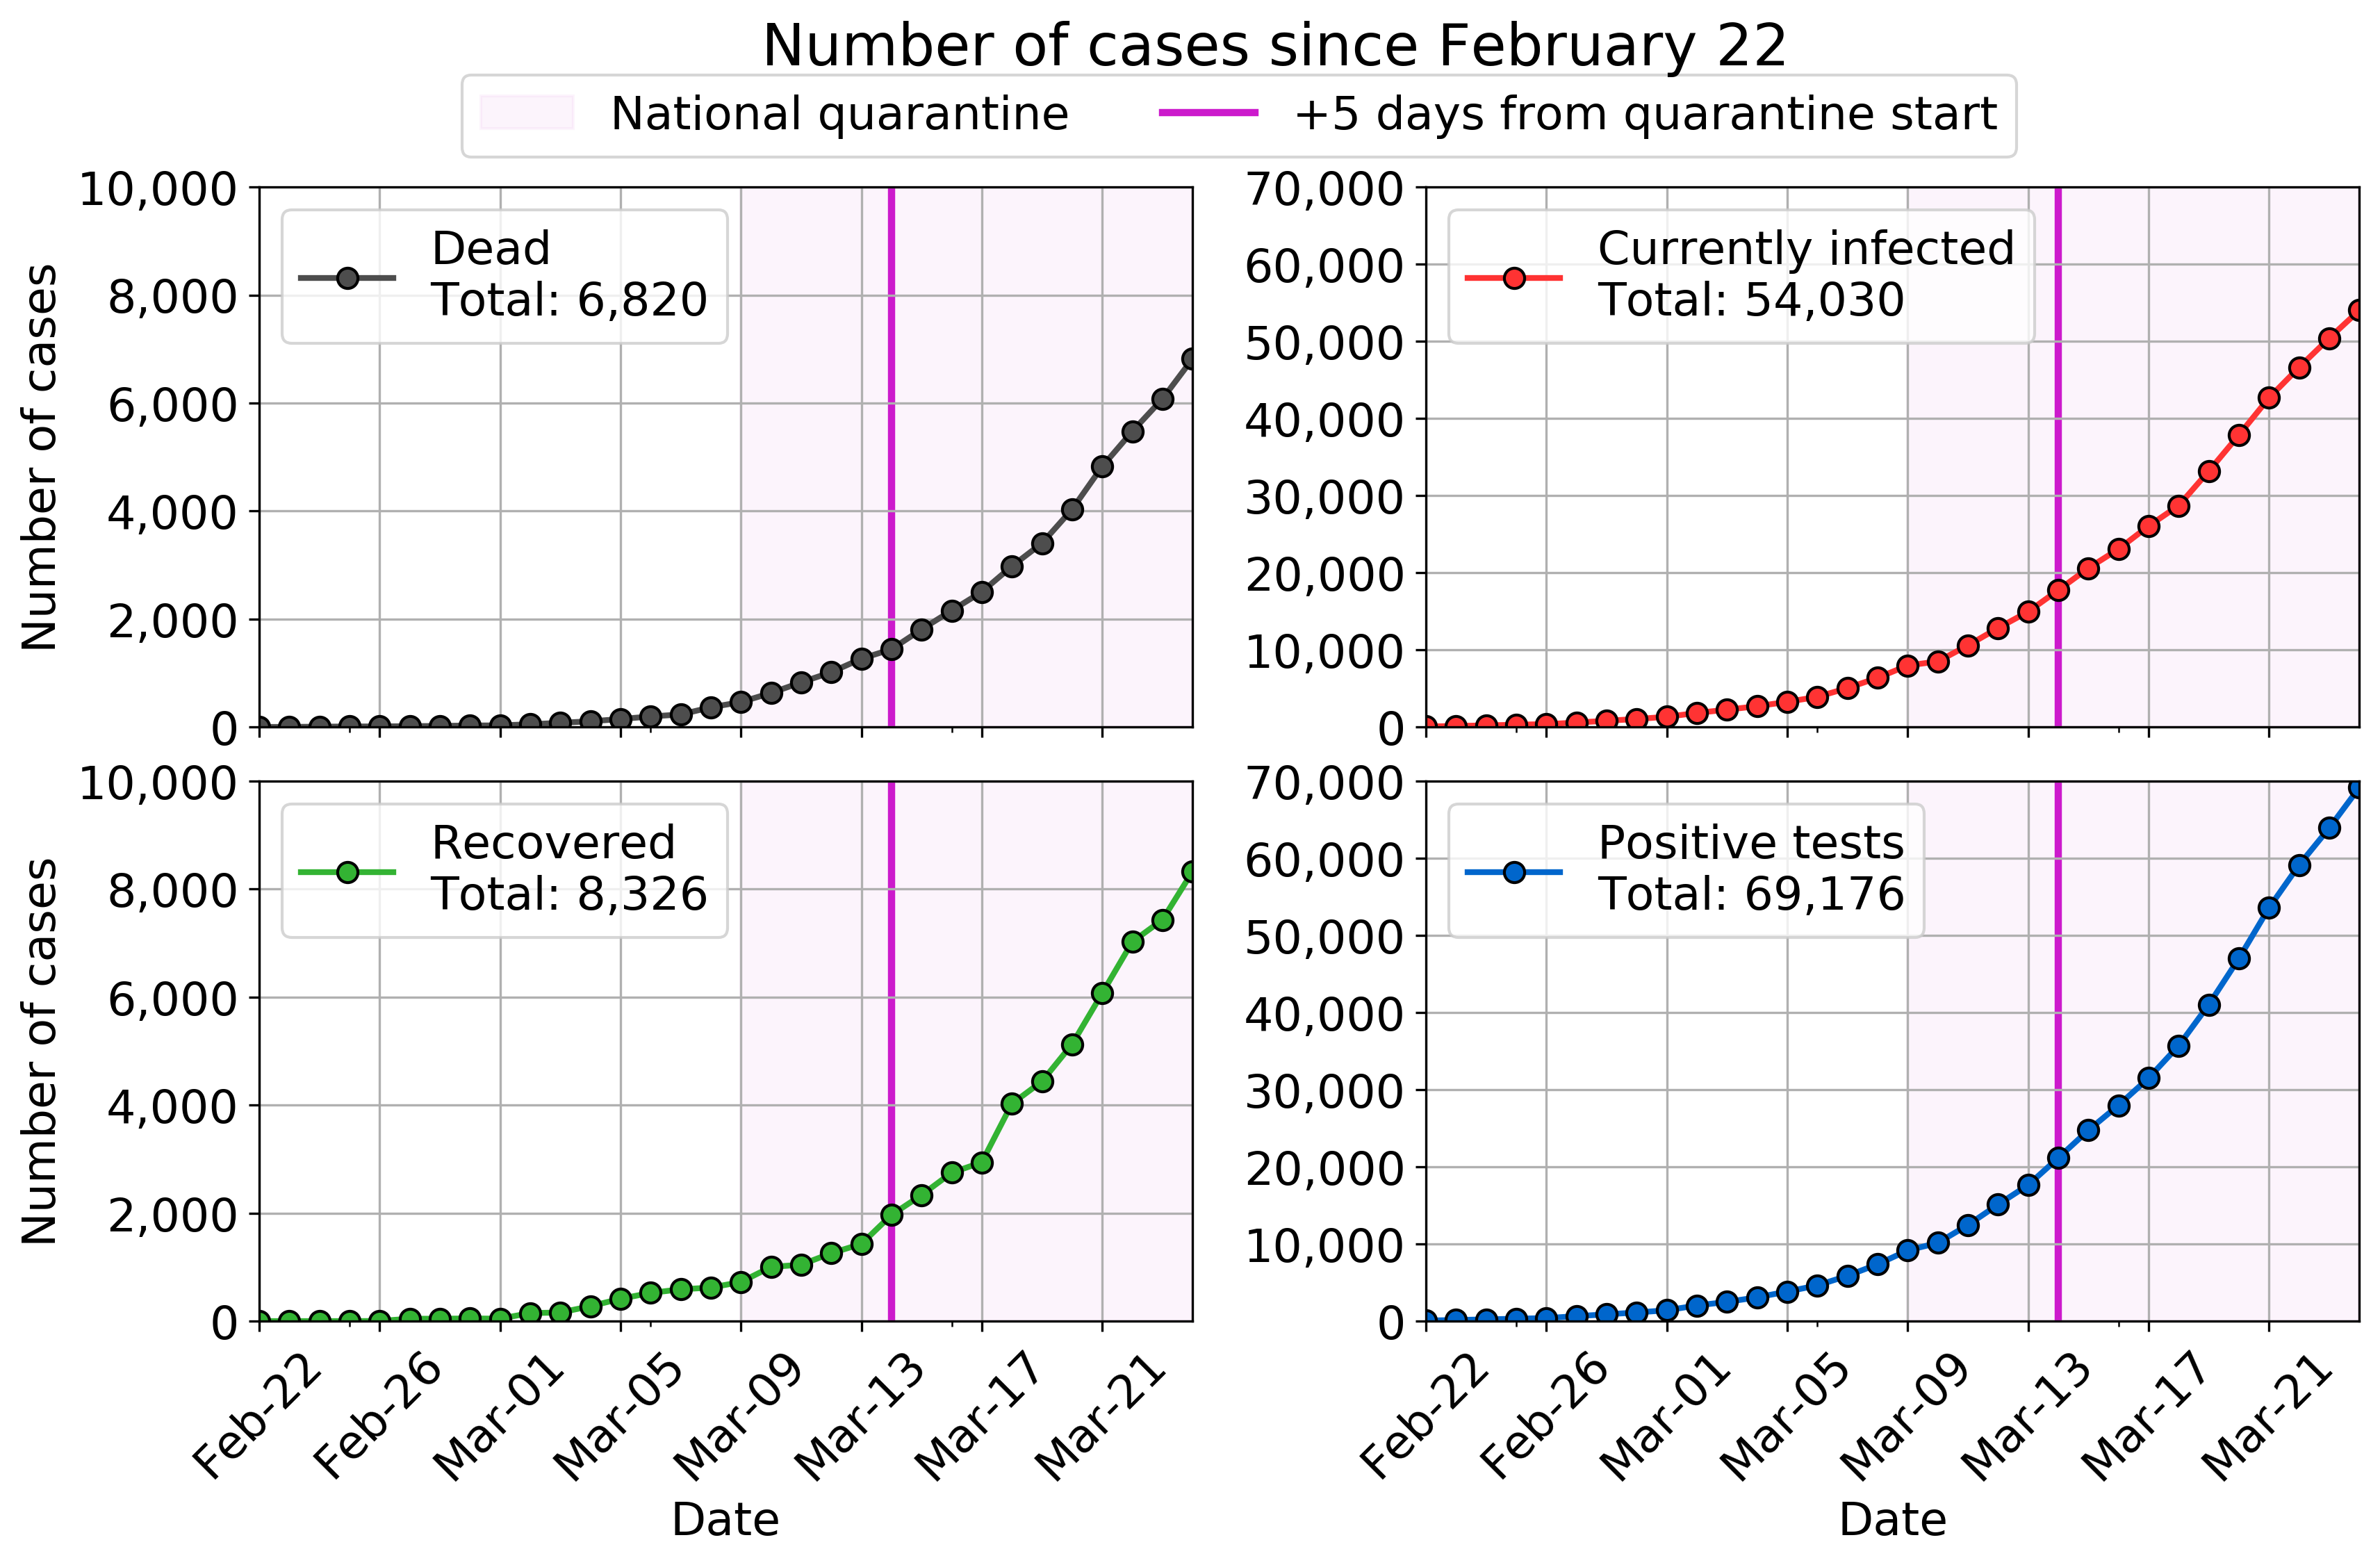 Number of cases since February 22
National quarantine
+5 days from quarantine start
10,000
8,000
6,000
4,000
2,000
0
Number of cases
Dead
Total: 6,820
70,000
60,000
50,000
40,000
30,000
20,000
10,000
0
Currently infected
Total: 54,030
10,000
8,000
6,000
4,000
2,000
0
Number of cases
Recovered
Total: 8,326
Feb-22
Feb-26
Mar-01
Mar-05
Mar-09
Mar-13
Mar-17
Mar-21
Date
70,000
60,000
50,000
40,000
30,000
20,000
10,000
0
Positive tests
Total: 69,176
Feb-22
Feb-26
Mar-01
Mar-05
Mar-09
Mar-13
Mar-17
Mar-21
Date